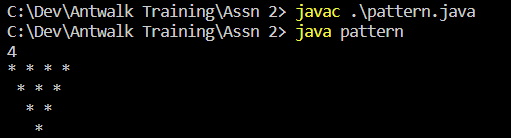 C:\Dev\Antwalk Training\Assn 2> javac .\pattern.java
C:\Dev\Antwalk Training\Assn 2> java pattern
4
* * * *
 * * *
  * *
   *